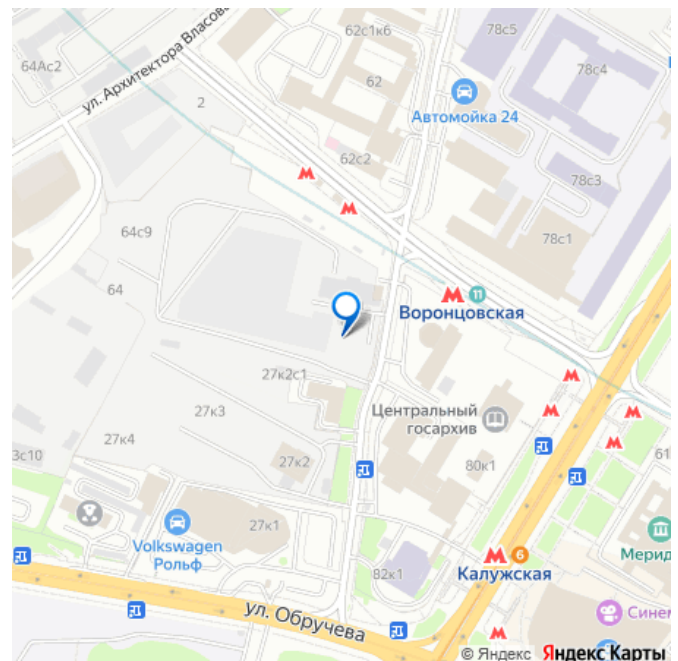 62с1к6
78с5
64Ас2
ул. Архитектора Власова
62
78с4
2
Автомойка 24
62с2
М
78с3
М
64с9
78с1
64
М 11
Воронцовская
27к2с1
М
27к3
Центральный
госархив
М
М
М
27к4
3с10
27к2
80к1
61
27к1
Volkswagen
Рольф
М 6
Мерид
82к1
Калужская
ул. Обручева
Синем
М
© Яндекс Яндекс Карты